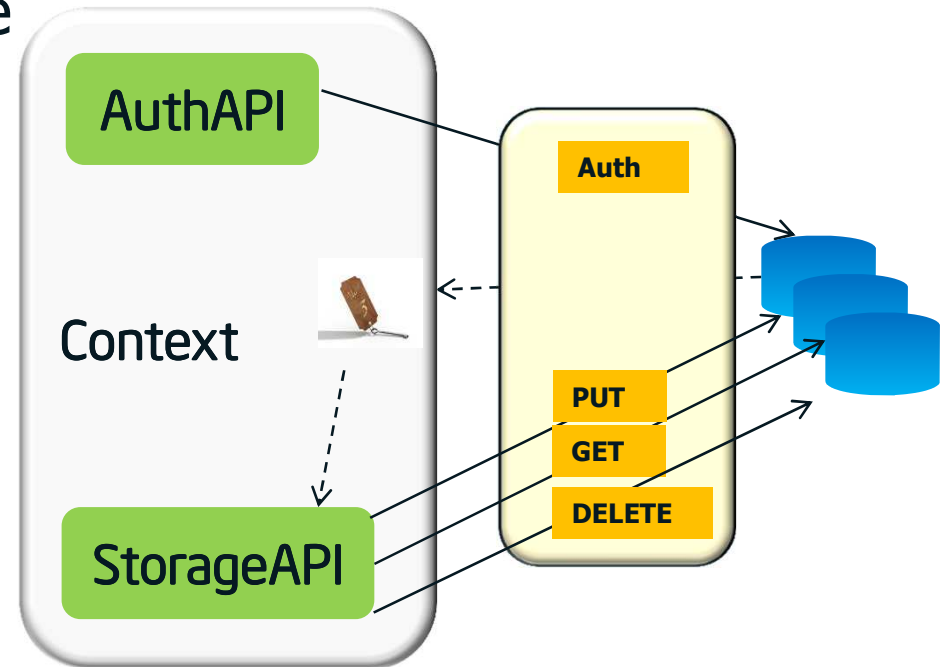 e
AuthAPI
Auth
Context
PUT
GET
DELETE
StorageAPI